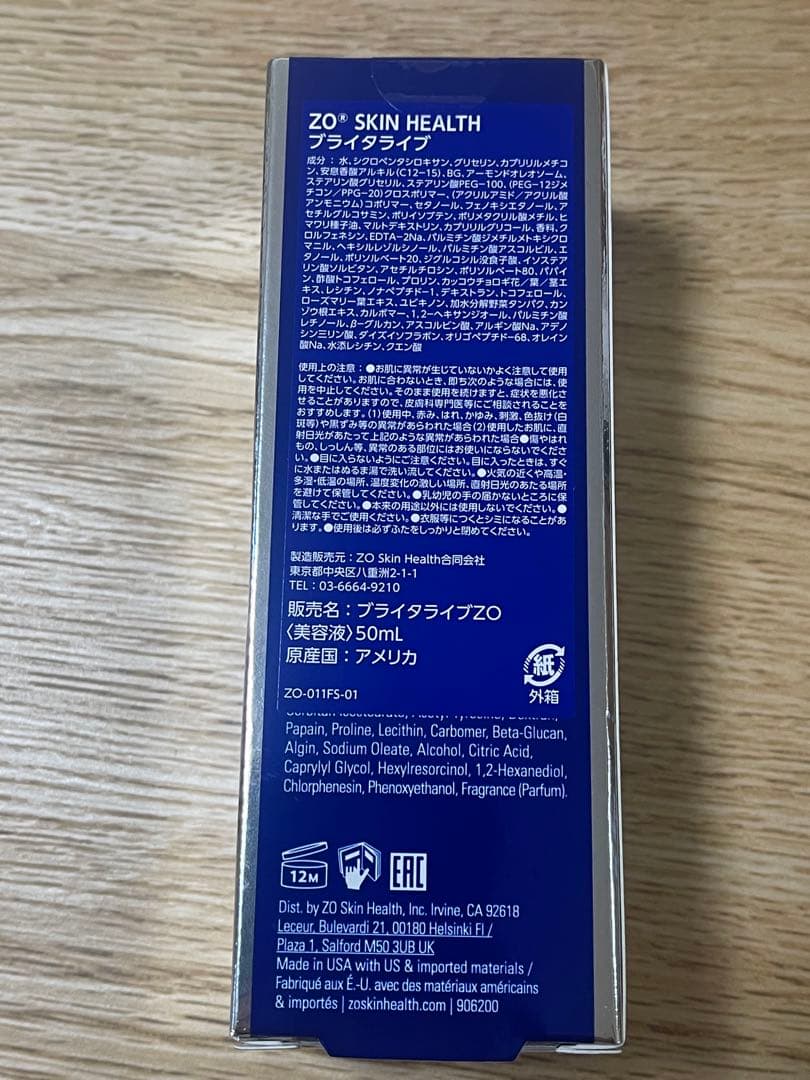 ZO® SKIN HEALTH
ブライタライブ
成分：水、シクロペンタシロキサン、グリセリン、カプリリルメチコ
ン、安息香酸アルキル(C12-15)、BG、アーモンドオレオソーム、
ステアリン酸グリセリル、ステアリン酸PEG-100、(PEG-12ジメ
チコン/PPG-20)クロスポリマー、(アクリルアミド/アクリル酸
アンモニウム)コポリマー、セタノール、フェノキシエタノール、ア
セチルグルコサミン、ポリイソブテン、ポリメタクリル酸メチル、ヒ
マワリ種子油、マルトデキストリン、カプリリルグリコール、香料、ク
ロルフェネシン、EDTA-2Na、パルミチン酸ジメチルメトキシクロ
マニル、ヘキシルレゾルシノール、パルミチン酸アスコルビル、エ
タノール、ポリソルベート20、ジグルコシル没食子酸、イソステア
リン酸ソルビタン、アセチルチロシン、ポリソルベート80、パパイ
ン、酢酸トコフェロール、プロリン、カッコウチョロギ花/葉/茎エ
キス、レシチン、ノナペプチド-1、デキストラン、トコフェロール、
ローズマリー葉エキス、ユビキノン、加水分解野菜タンパク、カン
ゾウ根エキス、カルボマー、1,2-ヘキサンジオール、パルミチン酸
レチノール、β-グルカン、アスコルビン酸、アルギン酸Na、アデノ
シン三リン酸、ダイズイソフラボン、オリゴペプチド-68、オレイン
酸Na、水添レシチン、クエン酸
使用上の注意：●お肌に異常が生じていないかよく注意して使用
してください。お肌に合わないとき、即ち次のような場合には、使
用を中止してください。そのまま使用を続けますと、症状を悪化さ
せることがありますので、皮膚科専門医等にご相談されることを
おすすめします。(1)使用中、赤み、はれ、かゆみ、刺激、色抜け(白
斑等)や黒ずみ等の異常があらわれた場合(2)使用したお肌に、直
射日光があたって上記のような異常があらわれた場合●傷やはれ
もの、しっしん等、異常のある部位にはお使いにならないでくださ
い。●目に入らないようにご注意ください。目に入ったときは、すぐ
に水またはぬるま湯で洗い流してください。●火気の近くや高温・
多湿・低温の場所、温度変化の激しい場所、直射日光のあたる場所
を避けて保管してください。●乳幼児の手の届かないところに保
管してください。●本来の用途以外には使用しないでください。●
清潔な手でご使用ください。●衣服等につくとシミになることがあ
ります。●使用後は必ずふたをしっかりと閉めてください。
製造販売元：ZO Skin Health合同会社
東京都中央区八重洲2-1-1
TEL：03-6664-9210
販売名：ブライタライブZO
〈美容液〉50mL
原産国：アメリカ
紙
外箱
ZO-011FS-01
Papain, Proline, Lecithin, Carbomer, Beta-Glucan,
Algin, Sodium Oleate, Alcohol, Citric Acid,
Caprylyl Glycol, Hexylresorcinol, 1,2-Hexanediol,
Chlorphenesin, Phenoxyethanol, Fragrance (Parfum).
12M
EAC
Dist. by ZO Skin Health, Inc. Irvine, CA 92618
Leceur, Bulevardi 21, 00180 Helsinki FI /
Plaza 1, Salford M50 3UB UK
Made in USA with US & imported materials /
Fabriqué aux É.-U. avec des matériaux américains
& importés | zoskinhealth.com | 906200